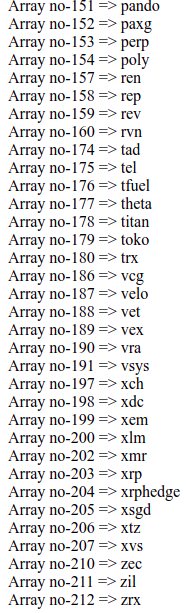 Array no-151 => pando
Array no-152 => paxg
Array no-153 => perp
Array no-154 => poly
Array no-157 => ren
Array no-158 => rep
Array no-159 => rev
Array no-160 => rvn
Array no-174 => tad
Array no-175 => tel
Array no-176 => tfuel
Array no-177 => theta
Array no-178 => titan
Array no-179 => toko
Array no-180 => trx
Array no-186 => vcg
Array no-187 => velo
Array no-188 => vet
Array no-189 => vex
Array no-190 => vra
Array no-191 => vsys
Array no-197 => xch
Array no-198 => xdc
Array no-199 => xem
Array no-200 => xlm
Array no-202 => xmr
Array no-203 => xrp
Array no-204 => xrphedge
Array no-205 => xsgd
Array no-206 => xtz
Array no-207 => xvs
Array no-210 => zec
Array no-211 => zil
Array no-212 => zrx